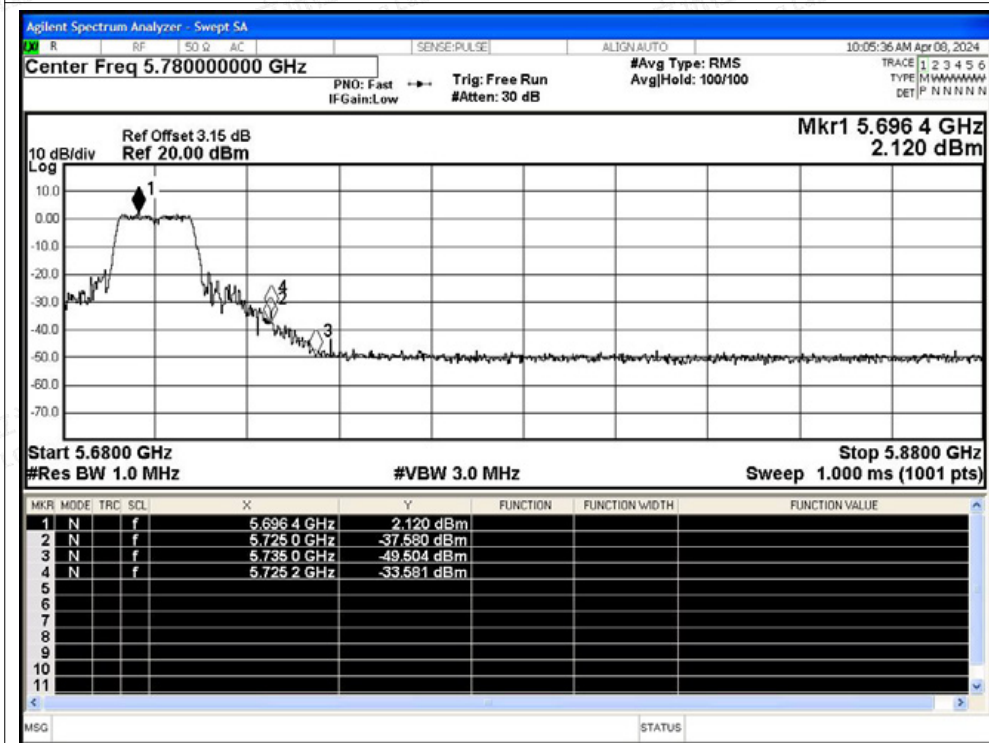 Agilent Spectrum Analyzer - Swept SA
R RF 50 Ω AC SENSE:PULSE ALIGN AUTO 10:05:36 AM Apr 08, 2024
Center Freq 5.780000000 GHz
PNO: Fast
IFGain:Low
Trig: Free Run
#Atten: 30 dB
#Avg Type: RMS
Avg|Hold: 100/100
TRACE 1 2 3 4 5 6
TYPE M W W W W W
DET P N N N N N
Mkr1 5.696 4 GHz
2.120 dBm
Ref Offset 3.15 dB
10 dB/div Ref 20.00 dBm
Log
10.0
0.00
-10.0
-20.0
-30.0
-40.0
-50.0
-60.0
-70.0
1
4
2
3
Start 5.6800 GHz Stop 5.8800 GHz
#Res BW 1.0 MHz #VBW 3.0 MHz Sweep 1.000 ms (1001 pts)
MKR MODE TRC SCL X Y FUNCTION FUNCTION WIDTH FUNCTION VALUE
1 N f 5.696 4 GHz 2.120 dBm
2 N f 5.725 0 GHz -37.580 dBm
3 N f 5.735 0 GHz -49.504 dBm
4 N f 5.725 2 GHz -33.581 dBm
5
6
7
8
9
10
11
MSG STATUS